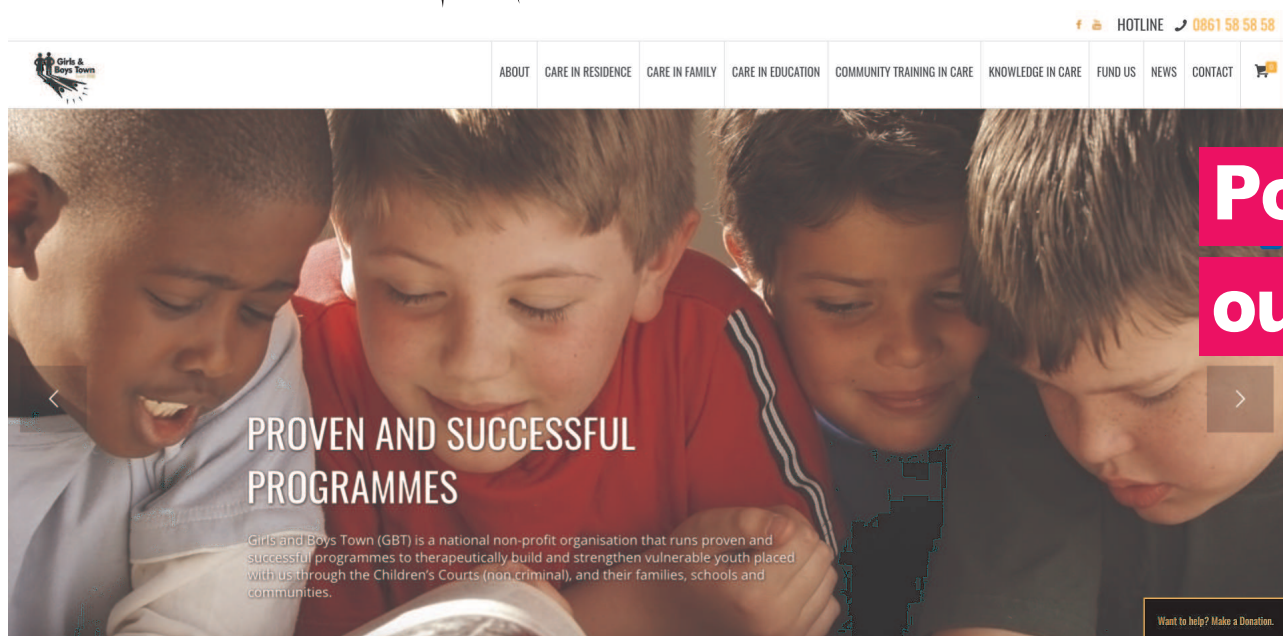 HOTLINE 0861 58 58 58
Girls &
Boys Town
ABOUT CARE IN RESIDENCE CARE IN FAMILY CARE IN EDUCATION COMMUNITY TRAINING IN CARE KNOWLEDGE IN CARE FUND US NEWS CONTACT 0
Po
ou
PROVEN AND SUCCESSFUL
PROGRAMMES
Girls and Boys Town (GBT) is a national non-profit organisation that runs proven and
successful programmes to therapeutically build and strengthen vulnerable youth placed
with us through the Children's Courts (non criminal), and their families, schools and
communities.
Want to help? Make a Donation.